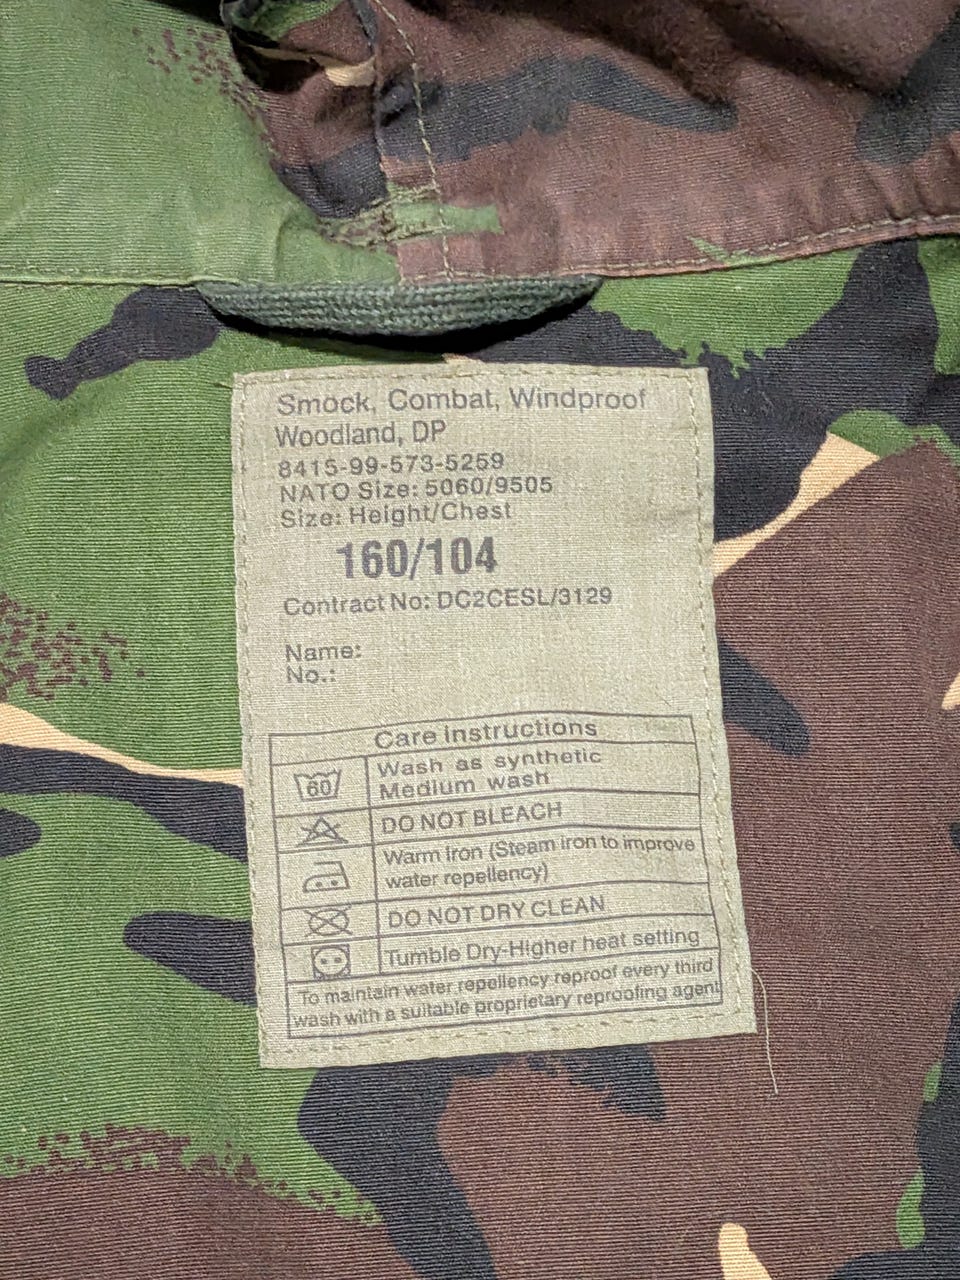 Smock, Combat, Windproof
Woodland, DP
8415-99-573-5259
NATO Size: 5060/9505
Size: Height/Chest
160/104
Contract No: DC2CESL/3129
Name:
No.:
Care Instructions
60
Wash as synthetic
Medium wash
DO NOT BLEACH
Warm Iron (Steam iron to improve
water repellency)
DO NOT DRY CLEAN
Tumble Dry-Higher heat setting
To maintain water repellency reproof every third
wash with a suitable proprietary reproofing agent